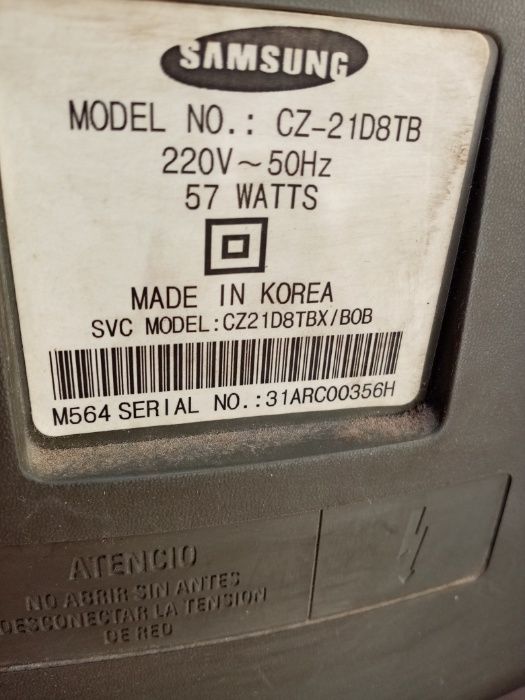 SAMSUNG
MODEL NO.: CZ-21D8TB
220V~50Hz
57 WATTS
MADE IN KOREA
SVC MODEL:CZ21D8TBX/BOB
M564 SERIAL NO.:31ARC00356H
ATENCIO
NO ABRIR SIN ANTES
DESCONECTAR LA TENSION
DE RED